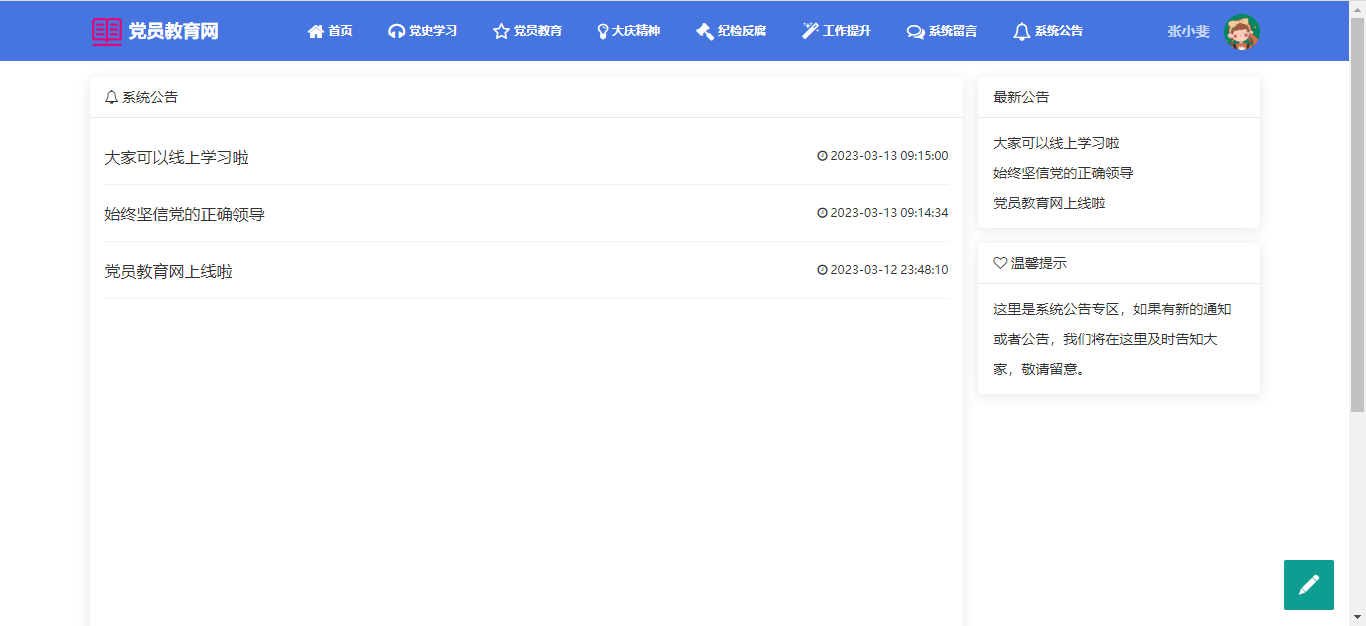 党员教育网
首页 党史学习 党员教育 大庆精神 纪检反腐 工作提升 系统留言 系统公告
张小斐
系统公告
大家可以线上学习啦 2023-03-13 09:15:00
始终坚信党的正确领导 2023-03-13 09:14:34
党员教育网上线啦 2023-03-12 23:48:10
最新公告
大家可以线上学习啦
始终坚信党的正确领导
党员教育网上线啦
温馨提示
这里是系统公告专区，如果有新的通知
或者公告，我们将在这里及时告知大
家，敬请留意。